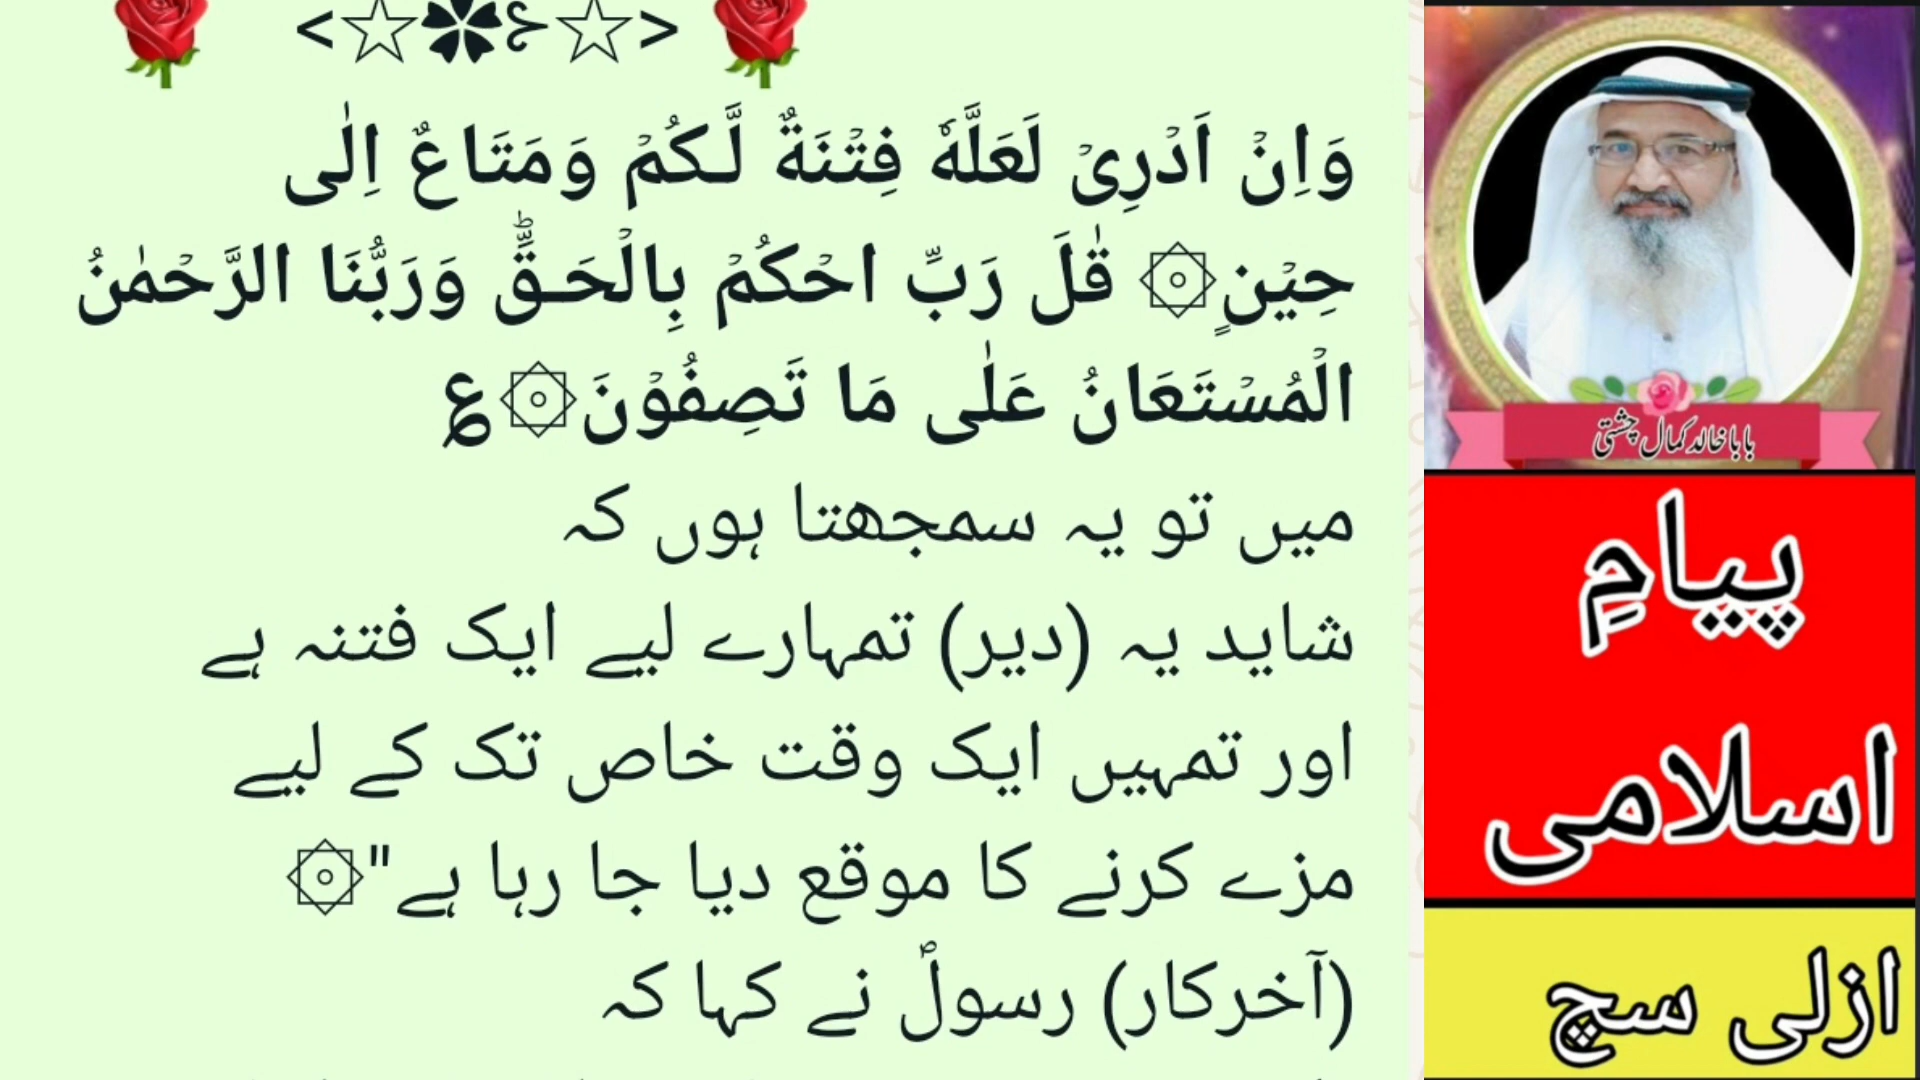 وَاِنۡ اَدۡرِىۡ لَعَلَّهٗ فِتۡنَةٌ لَّـكُمۡ وَمَتَاعٌ اِلٰى
حِيۡنٍ۞ قٰلَ رَبِّ احۡكُمۡ بِالۡحَـقِّؕ وَرَبُّنَا الرَّحۡمٰنُ
الۡمُسۡتَعَانُ عَلٰى مَا تَصِفُوۡنَ۞؏
میں تو یہ سمجھتا ہوں کہ
شاید یہ (دیر) تمہارے لیے ایک فتنہ ہے
اور تمہیں ایک وقت خاص تک کے لیے
مزے کرنے کا موقع دیا جا رہا ہے"۞
(آخرکار) رسولؐ نے کہا کہ
بابا خالد کمال چشتی
پیامِ
اسلامی
ازلی سچ